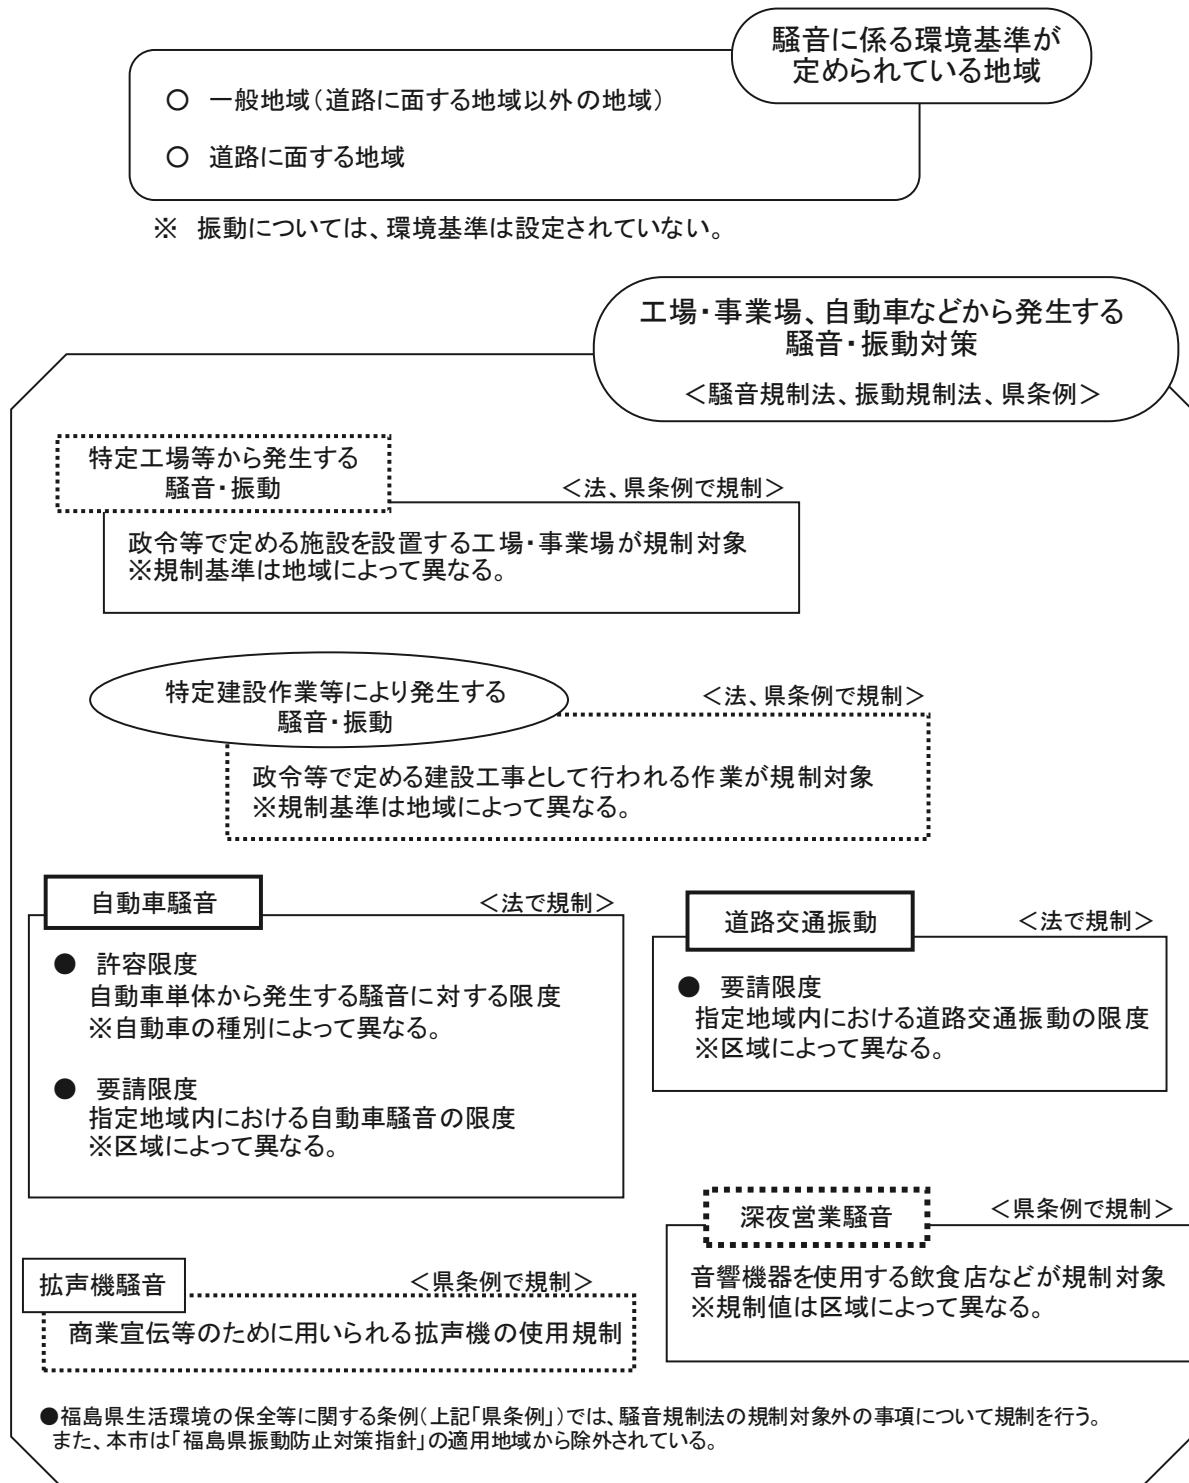 騒音に係る環境基準が
定められている地域
○ 一般地域(道路に面する地域以外の地域)
○ 道路に面する地域
※ 振動については、環境基準は設定されていない。
工場・事業場、自動車などから発生する
騒音・振動対策
＜騒音規制法、振動規制法、県条例＞
特定工場等から発生する
騒音・振動
＜法、県条例で規制＞
政令等で定める施設を設置する工場・事業場が規制対象
※規制基準は地域によって異なる。
特定建設作業等により発生する
騒音・振動
＜法、県条例で規制＞
政令等で定める建設工事として行われる作業が規制対象
※規制基準は地域によって異なる。
自動車騒音
＜法で規制＞
● 許容限度
自動車単体から発生する騒音に対する限度
※自動車の種別によって異なる。
● 要請限度
指定地域内における自動車騒音の限度
※区域によって異なる。
道路交通振動
＜法で規制＞
● 要請限度
指定地域内における道路交通振動の限度
※区域によって異なる。
深夜営業騒音
＜県条例で規制＞
音響機器を使用する飲食店などが規制対象
※規制値は区域によって異なる。
拡声機騒音
＜県条例で規制＞
商業宣伝等のために用いられる拡声機の使用規制
●福島県生活環境の保全等に関する条例(上記「県条例」)では、騒音規制法の規制対象外の事項について規制を行う。
また、本市は「福島県振動防止対策指針」の適用地域から除外されている。